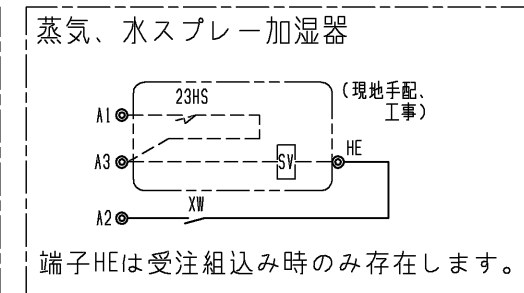 蒸気、水スプレー加湿器
(現地手配、
工事)
23HS
A1
A3
SV
HE
A2
XW
端子HEは受注組込み時のみ存在します。